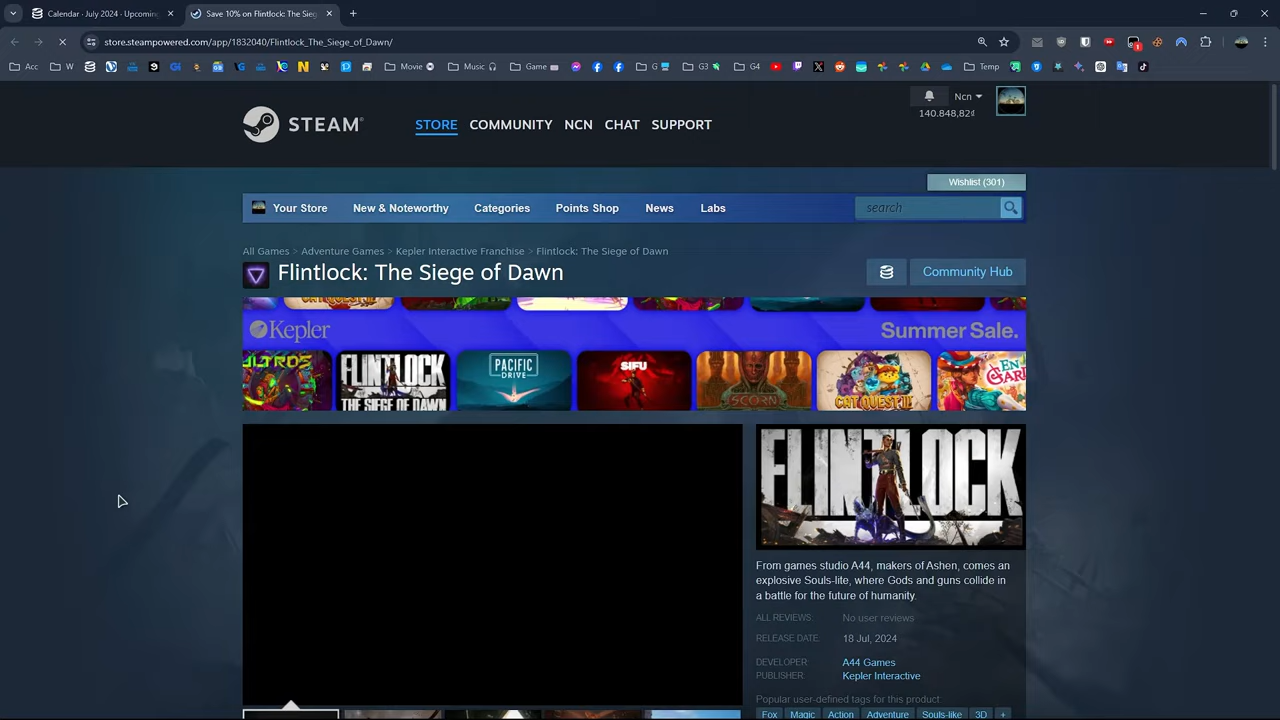 Calendar · July 2024 - Upcoming
Save 10% on Flintlock: The Sieg
store.steampowered.com/app/1832040/Flintlock_The_Siege_of_Dawn/
Acc
W
Movie
Music
Game
G
G3
G4
Temp
STEAM
STORE
COMMUNITY
NCN
CHAT
SUPPORT
Ncn
140.848,82₫
Wishlist (301)
Your Store
New & Noteworthy
Categories
Points Shop
News
Labs
search
All Games > Adventure Games > Kepler Interactive Franchise > Flintlock: The Siege of Dawn
Flintlock: The Siege of Dawn
Community Hub
Kepler
Summer Sale.
ULTROS
FLINTLOCK
THE SIEGE OF DAWN
PACIFIC
DRIVE
SIFU
SCORN
CAT QUEST III
EN
GARDE
FLINTLOCK
From games studio A44, makers of Ashen, comes an
explosive Souls-lite, where Gods and guns collide in
a battle for the future of humanity.
ALL REVIEWS: No user reviews
RELEASE DATE: 18 Jul, 2024
DEVELOPER: A44 Games
PUBLISHER: Kepler Interactive
Popular user-defined tags for this product
Fox
Magic
Action
Adventure
Souls-like
3D
+